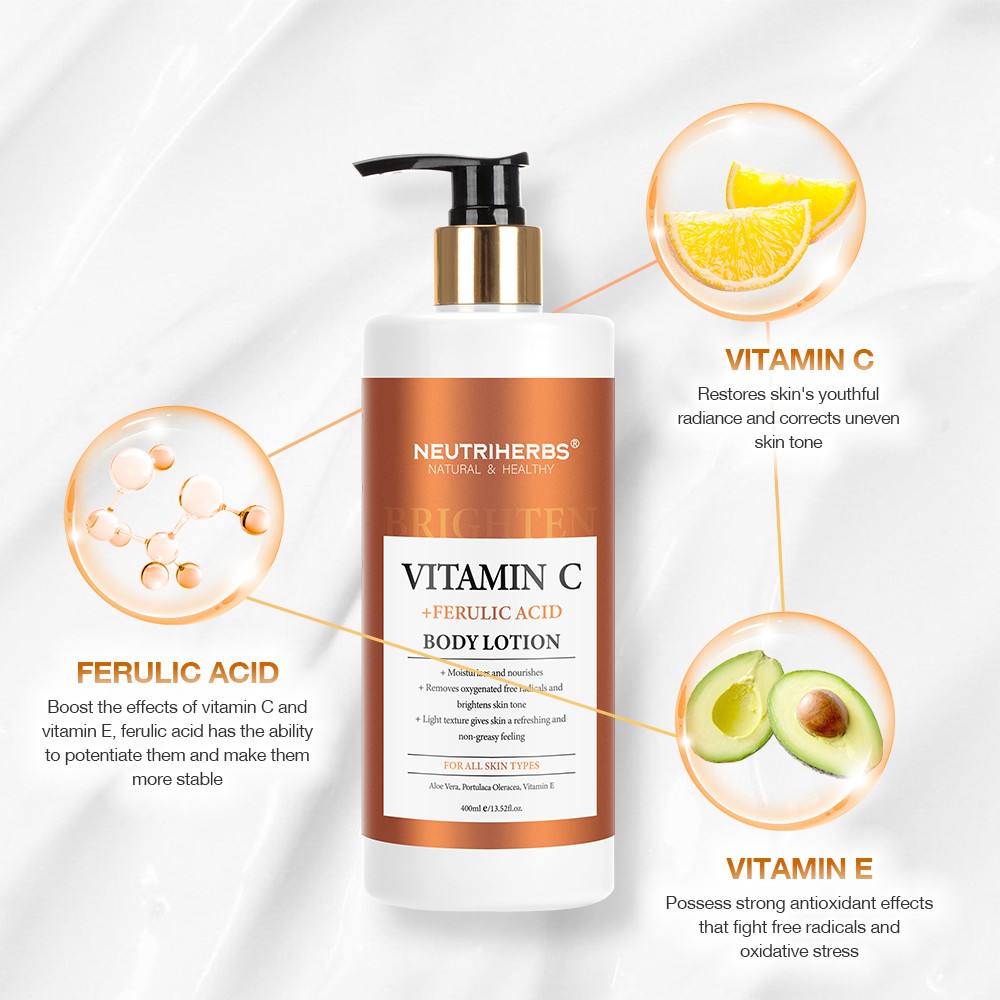 NEUTRIHERBS®
NATURAL & HEALTHY
BRIGHTEN
VITAMIN C
+FERULIC ACID
BODY LOTION
+ Moisturizes and nourishes
+ Removes oxygenated free radicals and
brightens skin tone
+ Light texture gives skin a refreshing and
non-greasy feeling
FOR ALL SKIN TYPES
Aloe Vera, Portulaca Oleracea, Vitamin E
400ml e/13.52fl.oz.
VITAMIN C
Restores skin's youthful
radiance and corrects uneven
skin tone
FERULIC ACID
Boost the effects of vitamin C and
vitamin E, ferulic acid has the ability
to potentiate them and make them
more stable
VITAMIN E
Possess strong antioxidant effects
that fight free radicals and
oxidative stress